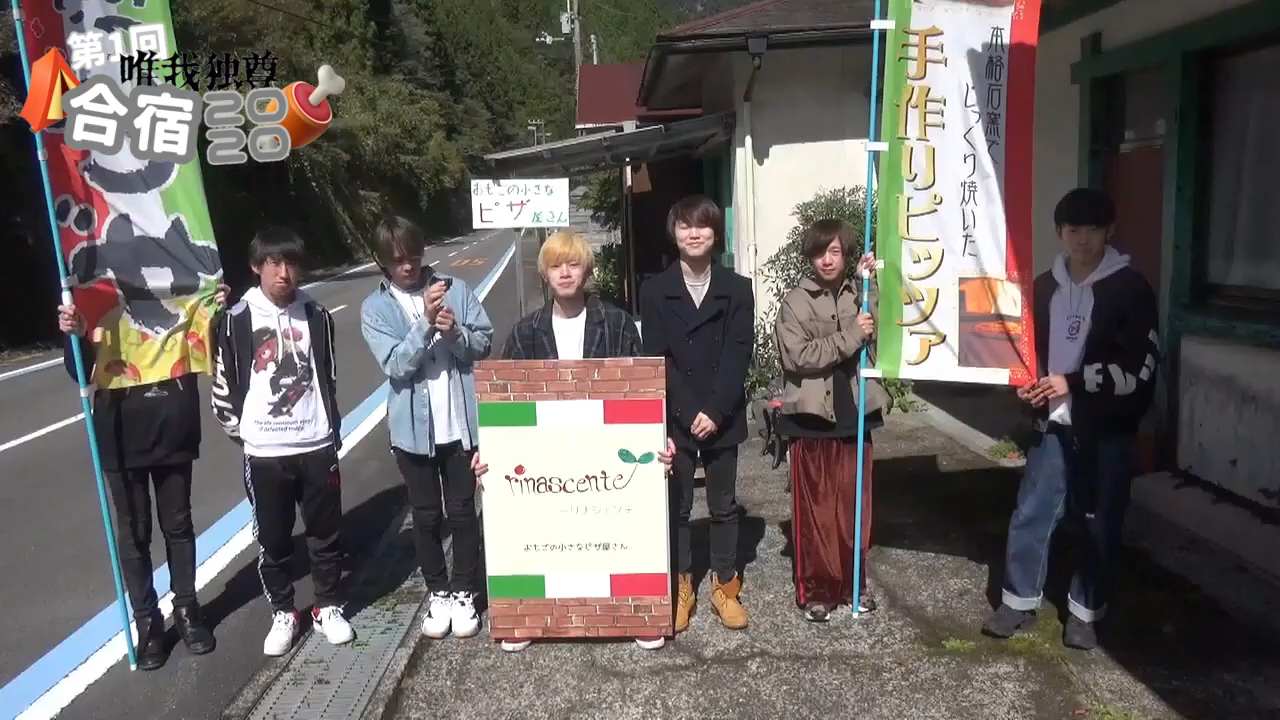 第1回
唯我独尊
合宿
2020
おもごの小さな
ピザ屋さん
本格石窯で
じっくり焼いた
手作りピッツァ
rinascente
ーリナシェンテ
おもごの小さなピザ屋さん